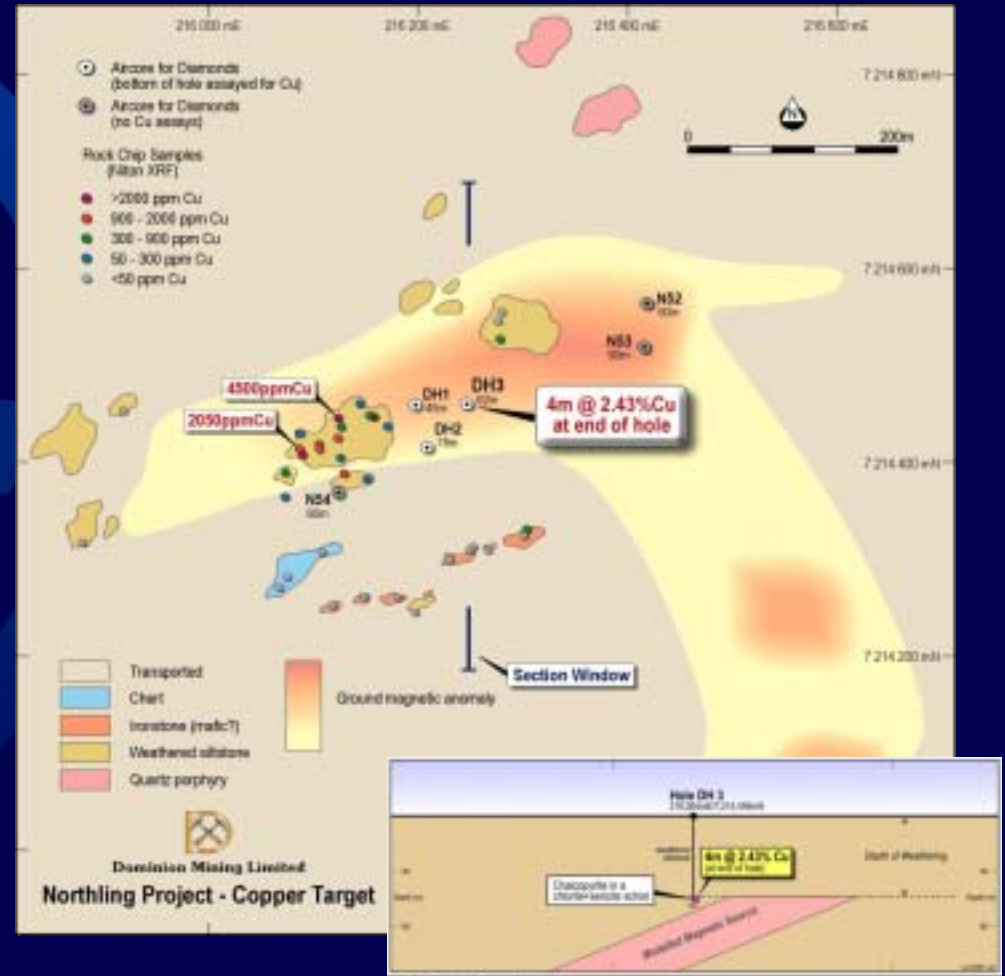 216 000 mE
216 200 mE
216 400 mE
216 600 mE
Aircore for Diamonds
(bottom of hole assayed for Cu)
Aircore for Diamonds
(no Cu assays)
Rock Chip Samples
(Niton XRF)
>2000 ppm Cu
900 - 2000 ppm Cu
300 - 900 ppm Cu
50 - 300 ppm Cu
<50 ppm Cu
N
0
200m
7 214 800 mN
7 214 600 mN
N52
N53
4500ppmCu
2050ppmCu
DH1
DH3
DH2
4m @ 2.43%Cu
at end of hole
7 214 400 mN
N54
7 214 200 mN
Section Window
Transported
Chert
Ironstone (mafic?)
Weathered siltstone
Quartz porphyry
Ground magnetic anomaly
Dominion Mining Limited
Northling Project - Copper Target
Hole DH 3
4m @ 2.43% Cu
(at end of hole)
Depth of Weathering
Chalcopyrite in a
chlorite-sericite schist
Modelled Magnetic Source